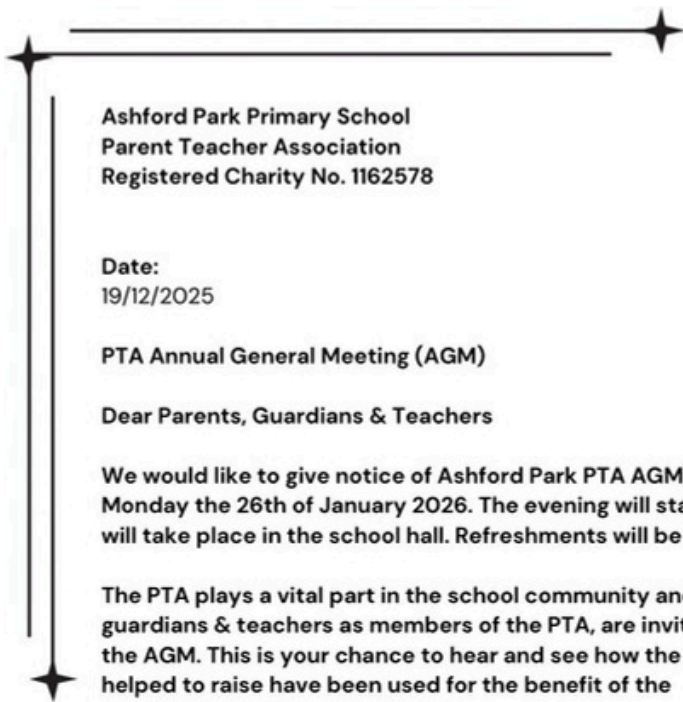 Ashford Park Primary School
Parent Teacher Association
Registered Charity No. 1162578
Date:
19/12/2025
PTA Annual General Meeting (AGM)
Dear Parents, Guardians & Teachers
We would like to give notice of Ashford Park PTA AGM
Monday the 26th of January 2026. The evening will
will take place in the school hall. Refreshments will be
The PTA plays a vital part in the school community
guardians & teachers as members of the PTA, are
the AGM. This is your chance to hear and see how the
helped to raise have been used for the benefit of the